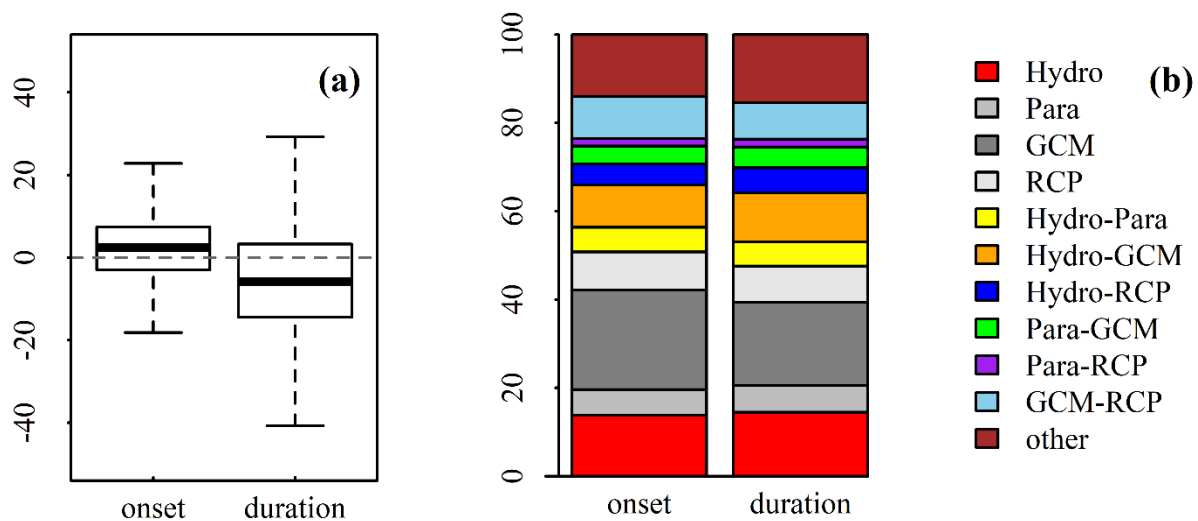 (a)
40
20
0
-20
-40
onset duration
(b)
100
80
60
40
20
0
onset duration
Hydro
Para
GCM
RCP
Hydro-Para
Hydro-GCM
Hydro-RCP
Para-GCM
Para-RCP
GCM-RCP
other